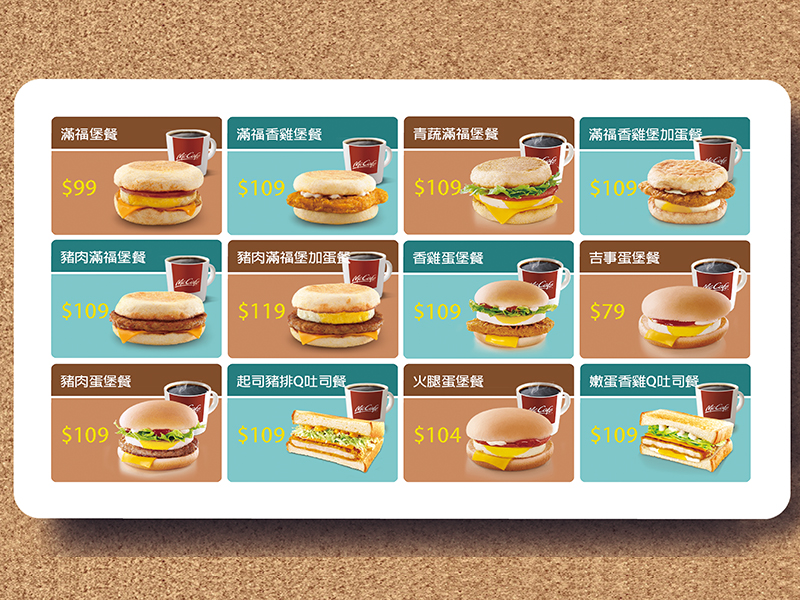 滿福堡餐
$99
McCafé
滿福香雞堡餐
$109
McCafé
青蔬滿福堡餐
$109
滿福香雞堡加蛋餐
$109
McCafé
豬肉滿福堡餐
$109
McCafé
豬肉滿福堡加蛋餐
$119
McCafé
香雞蛋堡餐
$109
McCafé
吉事蛋堡餐
$79
McCafé
豬肉蛋堡餐
$109
起司豬排Q吐司餐
$109
McCafé
火腿蛋堡餐
$104
McCafé
嫩蛋香雞Q吐司餐
$109
McCafé